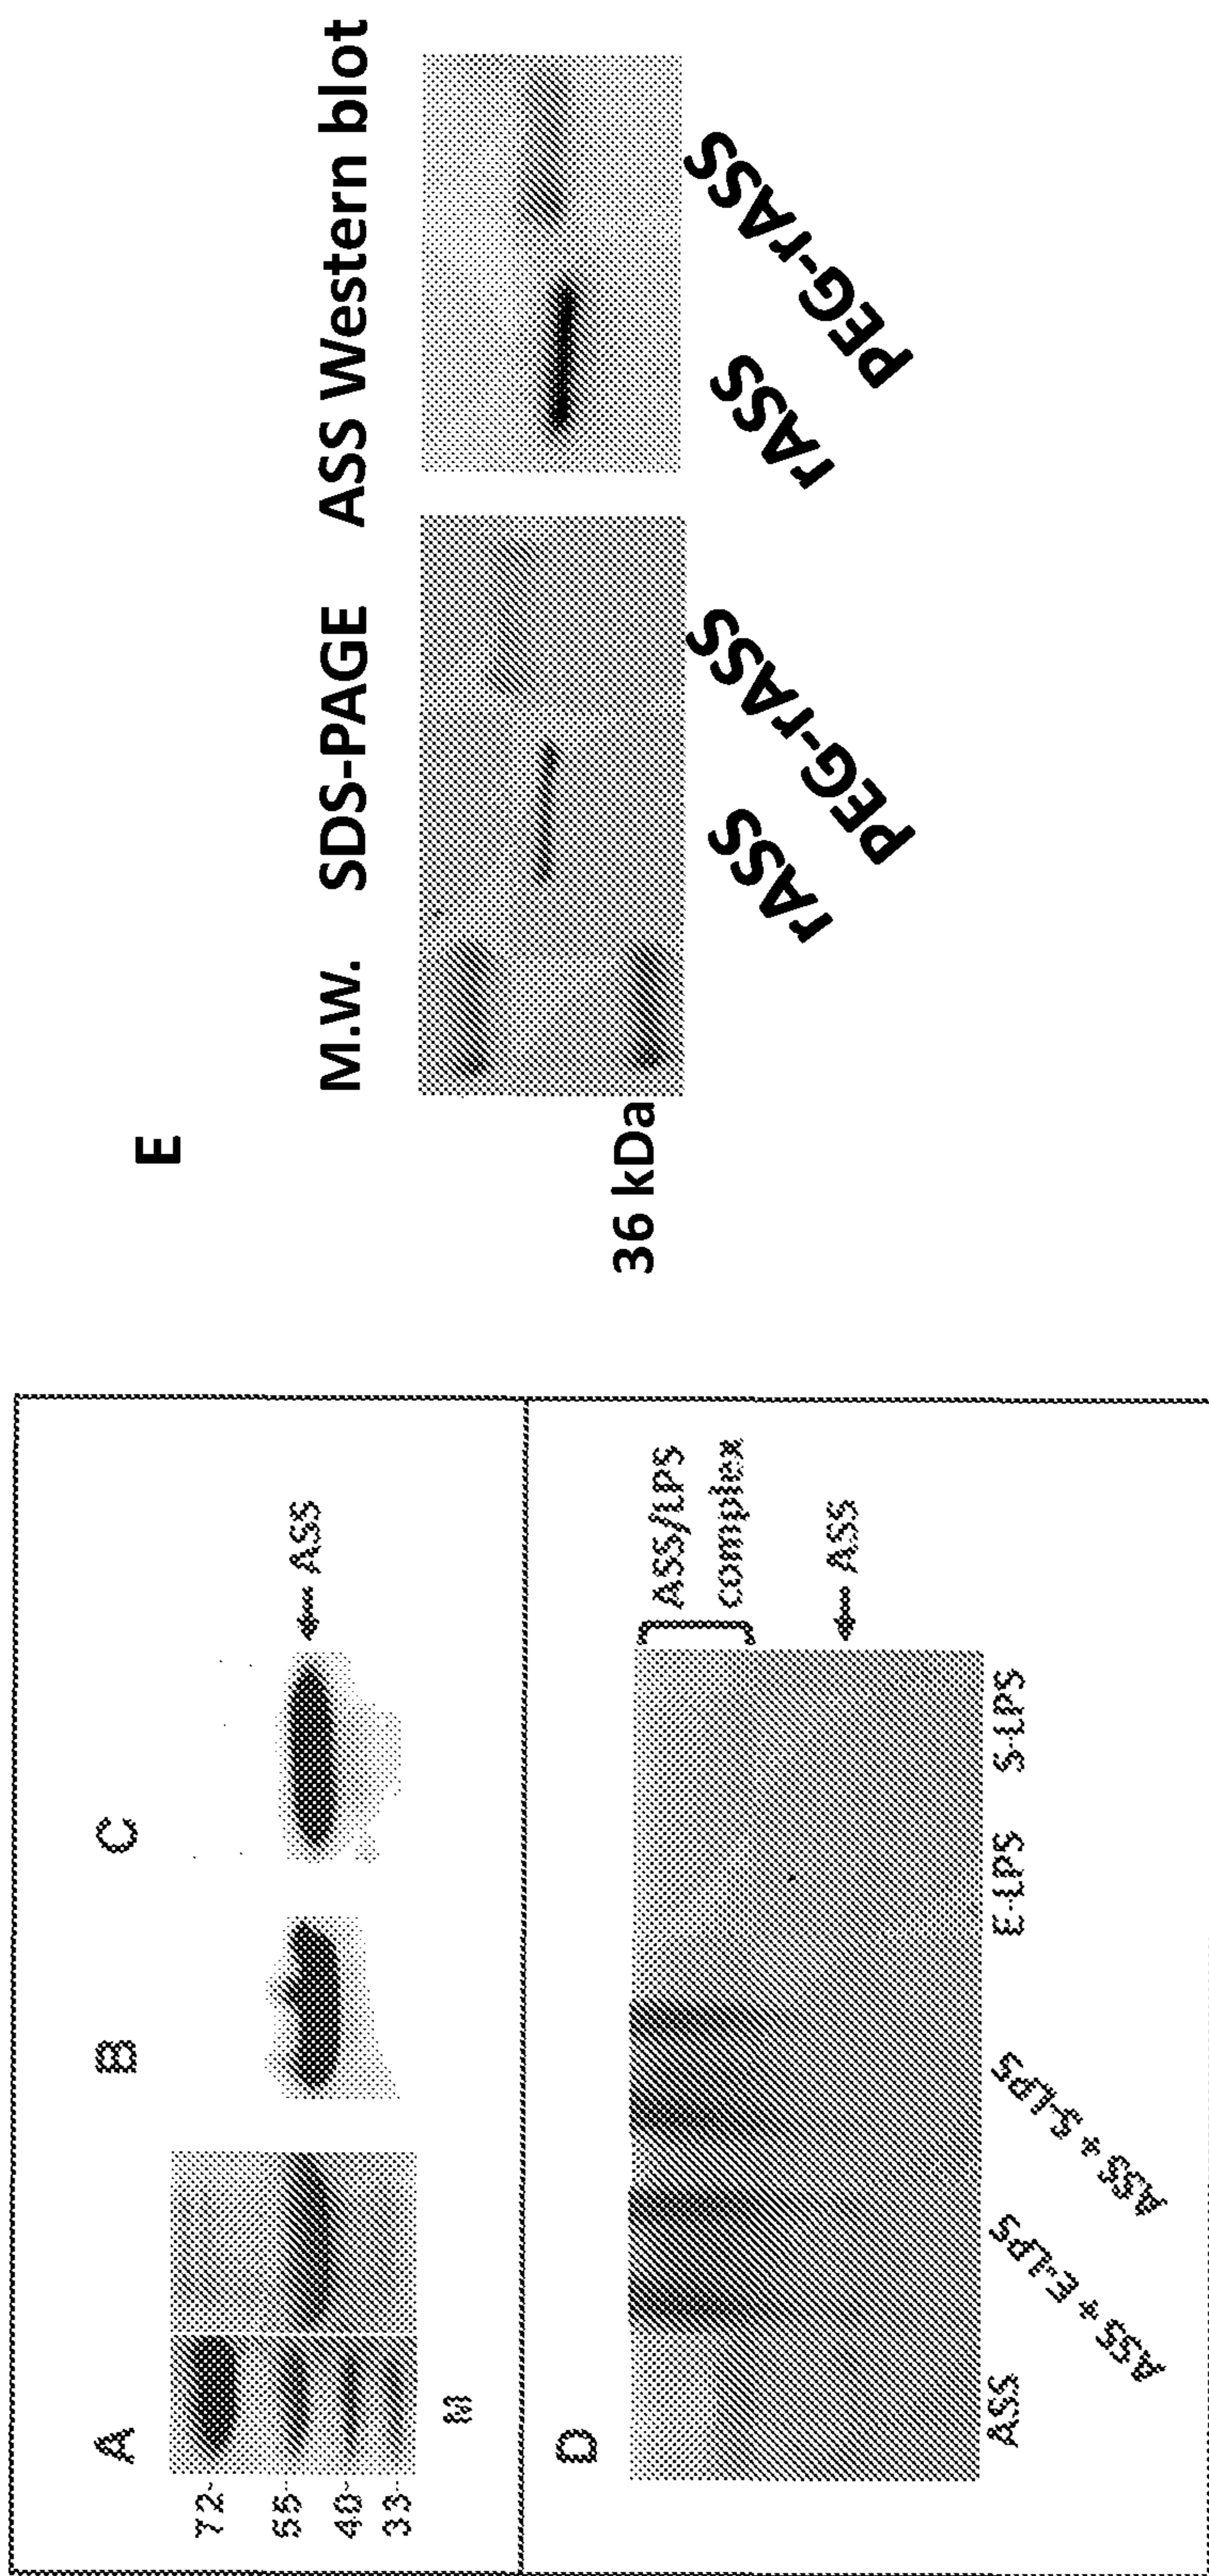 A
B
C
72-
55-
40-
33-
M
← ASS
D
ASS/LPS
complex
← ASS
ASS
ASS + E-LPS
ASS + S-LPS
E-LPS
S-LPS
E
M.W.
SDS-PAGE
ASS Western blot
36 kDa
rASS
PEG-rASS
rASS
PEG-rASS